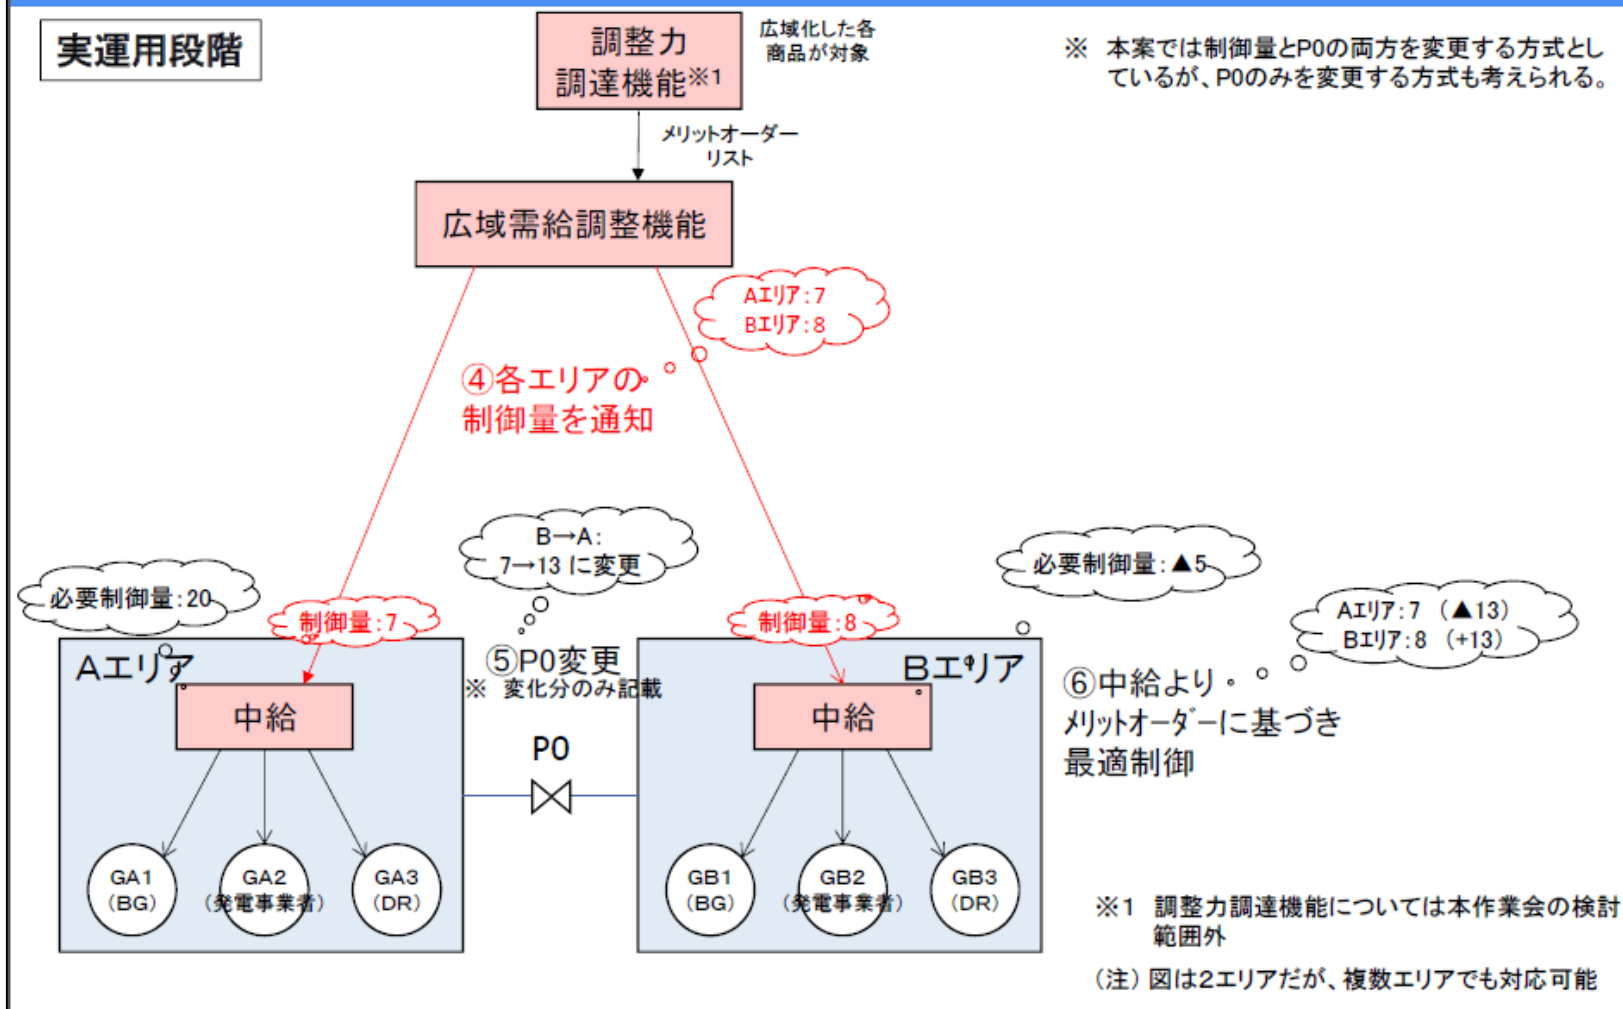 実運用段階
調整力
調達機能※1
広域化した各
商品が対象
※ 本案では制御量とP0の両方を変更する方式とし
ているが、P0のみを変更する方式も考えられる。
メリットオーダー
リスト
広域需給調整機能
Aエリア:7
Bエリア:8
④各エリアの
制御量を通知
B→A:
7→13 に変更
必要制御量:20
制御量:7
制御量:8
必要制御量:▲5
Aエリア:7 (▲13)
Bエリア:8 (+13)
Aエリア
⑤P0変更
※ 変化分のみ記載
Bエリア
⑥中給より
メリットオーダーに基づき
最適制御
中給
中給
P0
GA1
(BG)
GA2
(発電事業者)
GA3
(DR)
GB1
(BG)
GB2
(発電事業者)
GB3
(DR)
※1 調整力調達機能については本作業会の検討
範囲外
(注) 図は2エリアだが、複数エリアでも対応可能